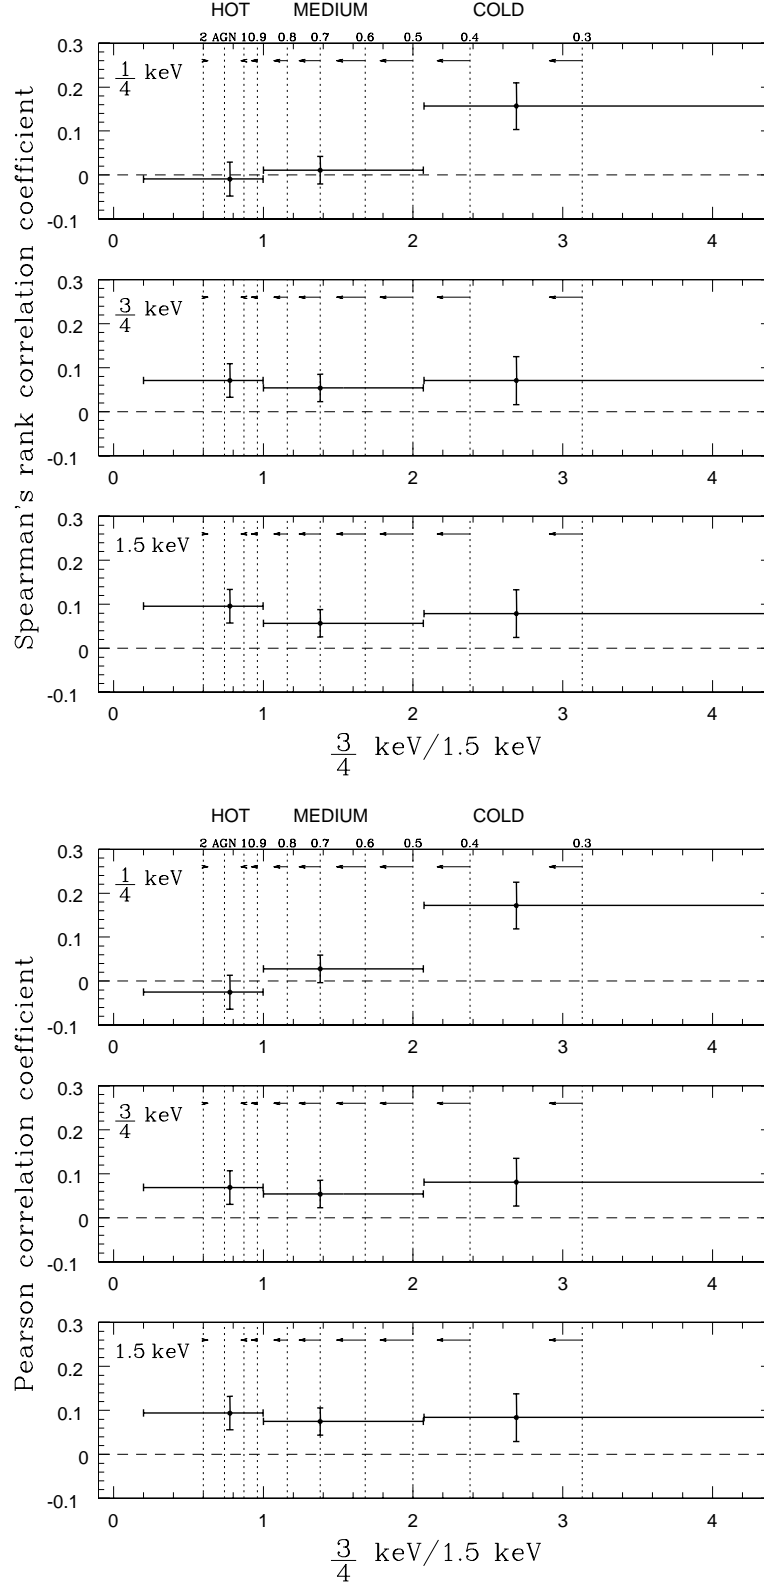 HOT MEDIUM COLD
2 AGN 1 0.9 0.8 0.7 0.6 0.5 0.4 0.3
Spearman's rank correlation coefficient
0.3
1/4 keV
0.2
0.1
0
-0.1
0 1 2 3 4
0.3
3/4 keV
0.2
0.1
0
-0.1
0 1 2 3 4
0.3
1.5 keV
0.2
0.1
0
-0.1
0 1 2 3 4
3/4 keV/1.5 keV
HOT MEDIUM COLD
2 AGN 1 0.9 0.8 0.7 0.6 0.5 0.4 0.3
Pearson correlation coefficient
0.3
1/4 keV
0.2
0.1
0
-0.1
0 1 2 3 4
0.3
3/4 keV
0.2
0.1
0
-0.1
0 1 2 3 4
0.3
1.5 keV
0.2
0.1
0
-0.1
0 1 2 3 4
3/4 keV/1.5 keV